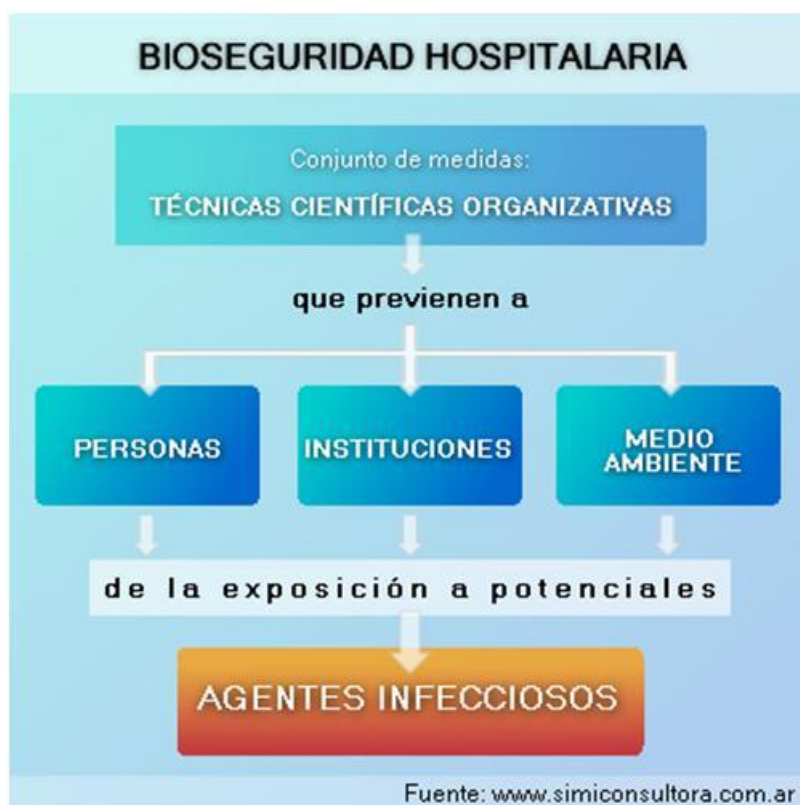 BIOSEGURIDAD HOSPITALARIA
Conjunto de medidas:
TÉCNICAS CIENTÍFICAS ORGANIZATIVAS
que previenen a
PERSONAS
INSTITUCIONES
MEDIO
AMBIENTE
de la exposición a potenciales
AGENTES INFECCIOSOS
Fuente: www.simiconsultora.com.ar